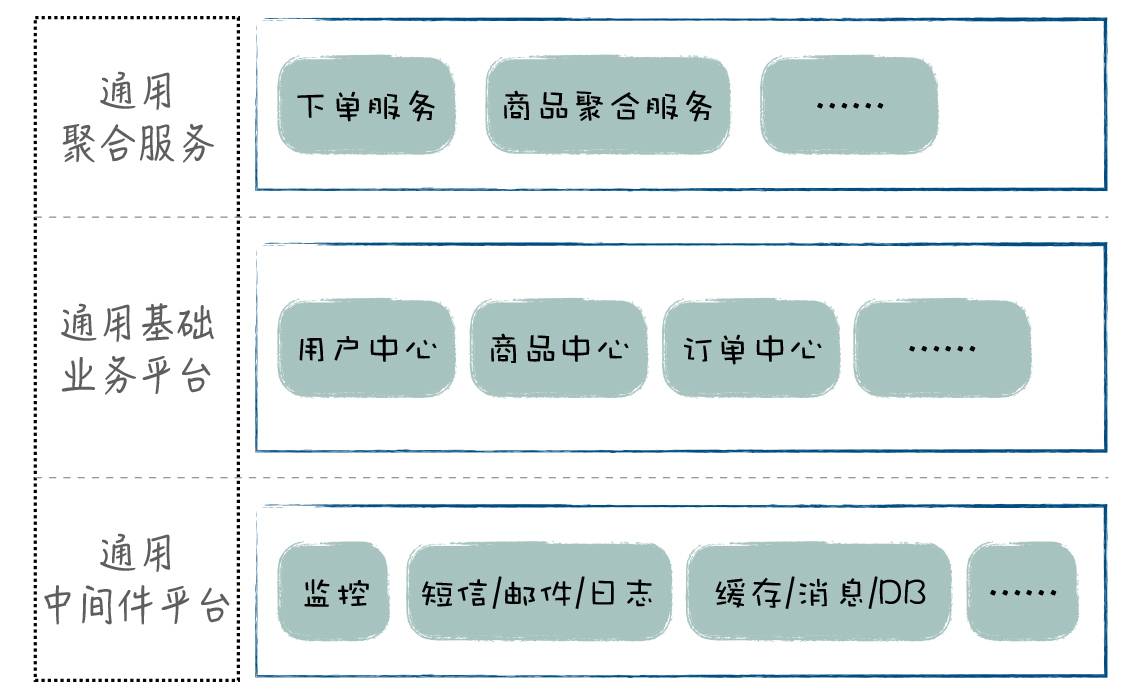 通用
聚合服务
下单服务
商品聚合服务
……
通用基础
业务平台
用户中心
商品中心
订单中心
……
通用
中间件平台
监控
短信/邮件/日志
缓存/消息/DB
……